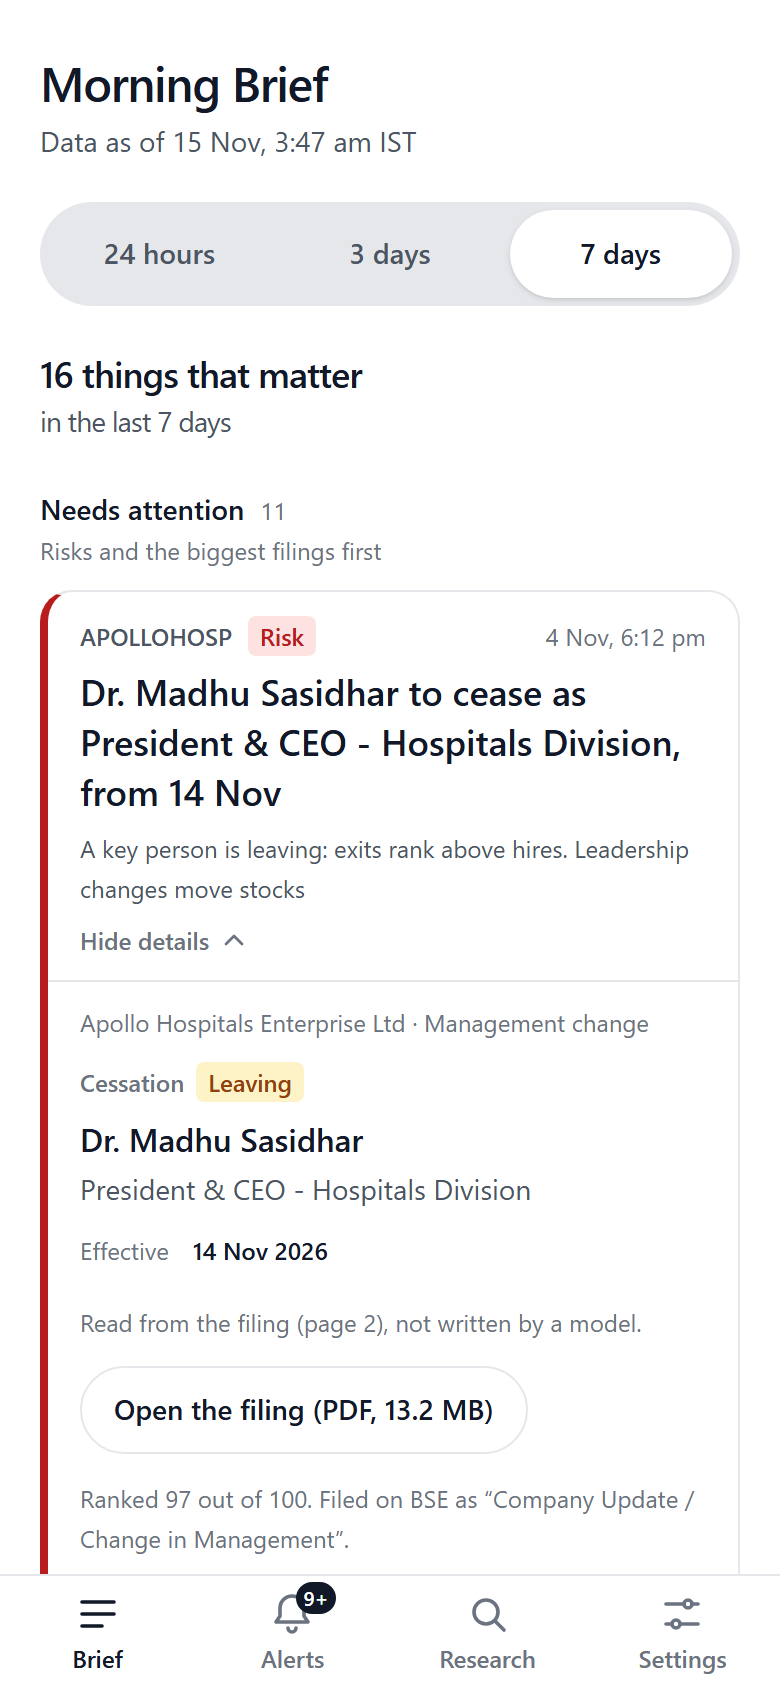 Morning Brief
Data as of 15 Nov, 3:47 am IST
24 hours 3 days 7 days
16 things that matter
in the last 7 days
Needs attention 11
Risks and the biggest filings first
APOLLOHOSP Risk 4 Nov, 6:12 pm
Dr. Madhu Sasidhar to cease as
President & CEO - Hospitals Division,
from 14 Nov
A key person is leaving: exits rank above hires. Leadership
changes move stocks
Hide details
Apollo Hospitals Enterprise Ltd · Management change
Cessation Leaving
Dr. Madhu Sasidhar
President & CEO - Hospitals Division
Effective 14 Nov 2026
Read from the filing (page 2), not written by a model.
Open the filing (PDF, 13.2 MB)
Ranked 97 out of 100. Filed on BSE as “Company Update /
Change in Management”.
9+
Brief Alerts Research Settings